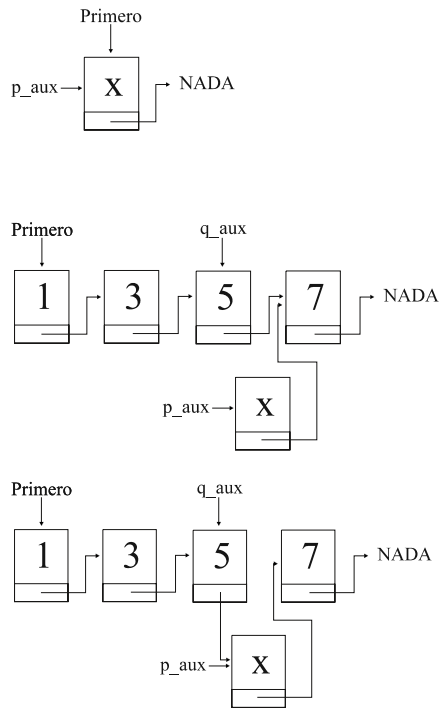 Primero
p_aux X NADA
Primero q_aux
1 3 5 7 NADA
p_aux X
Primero q_aux
1 3 5 7 NADA
p_aux X